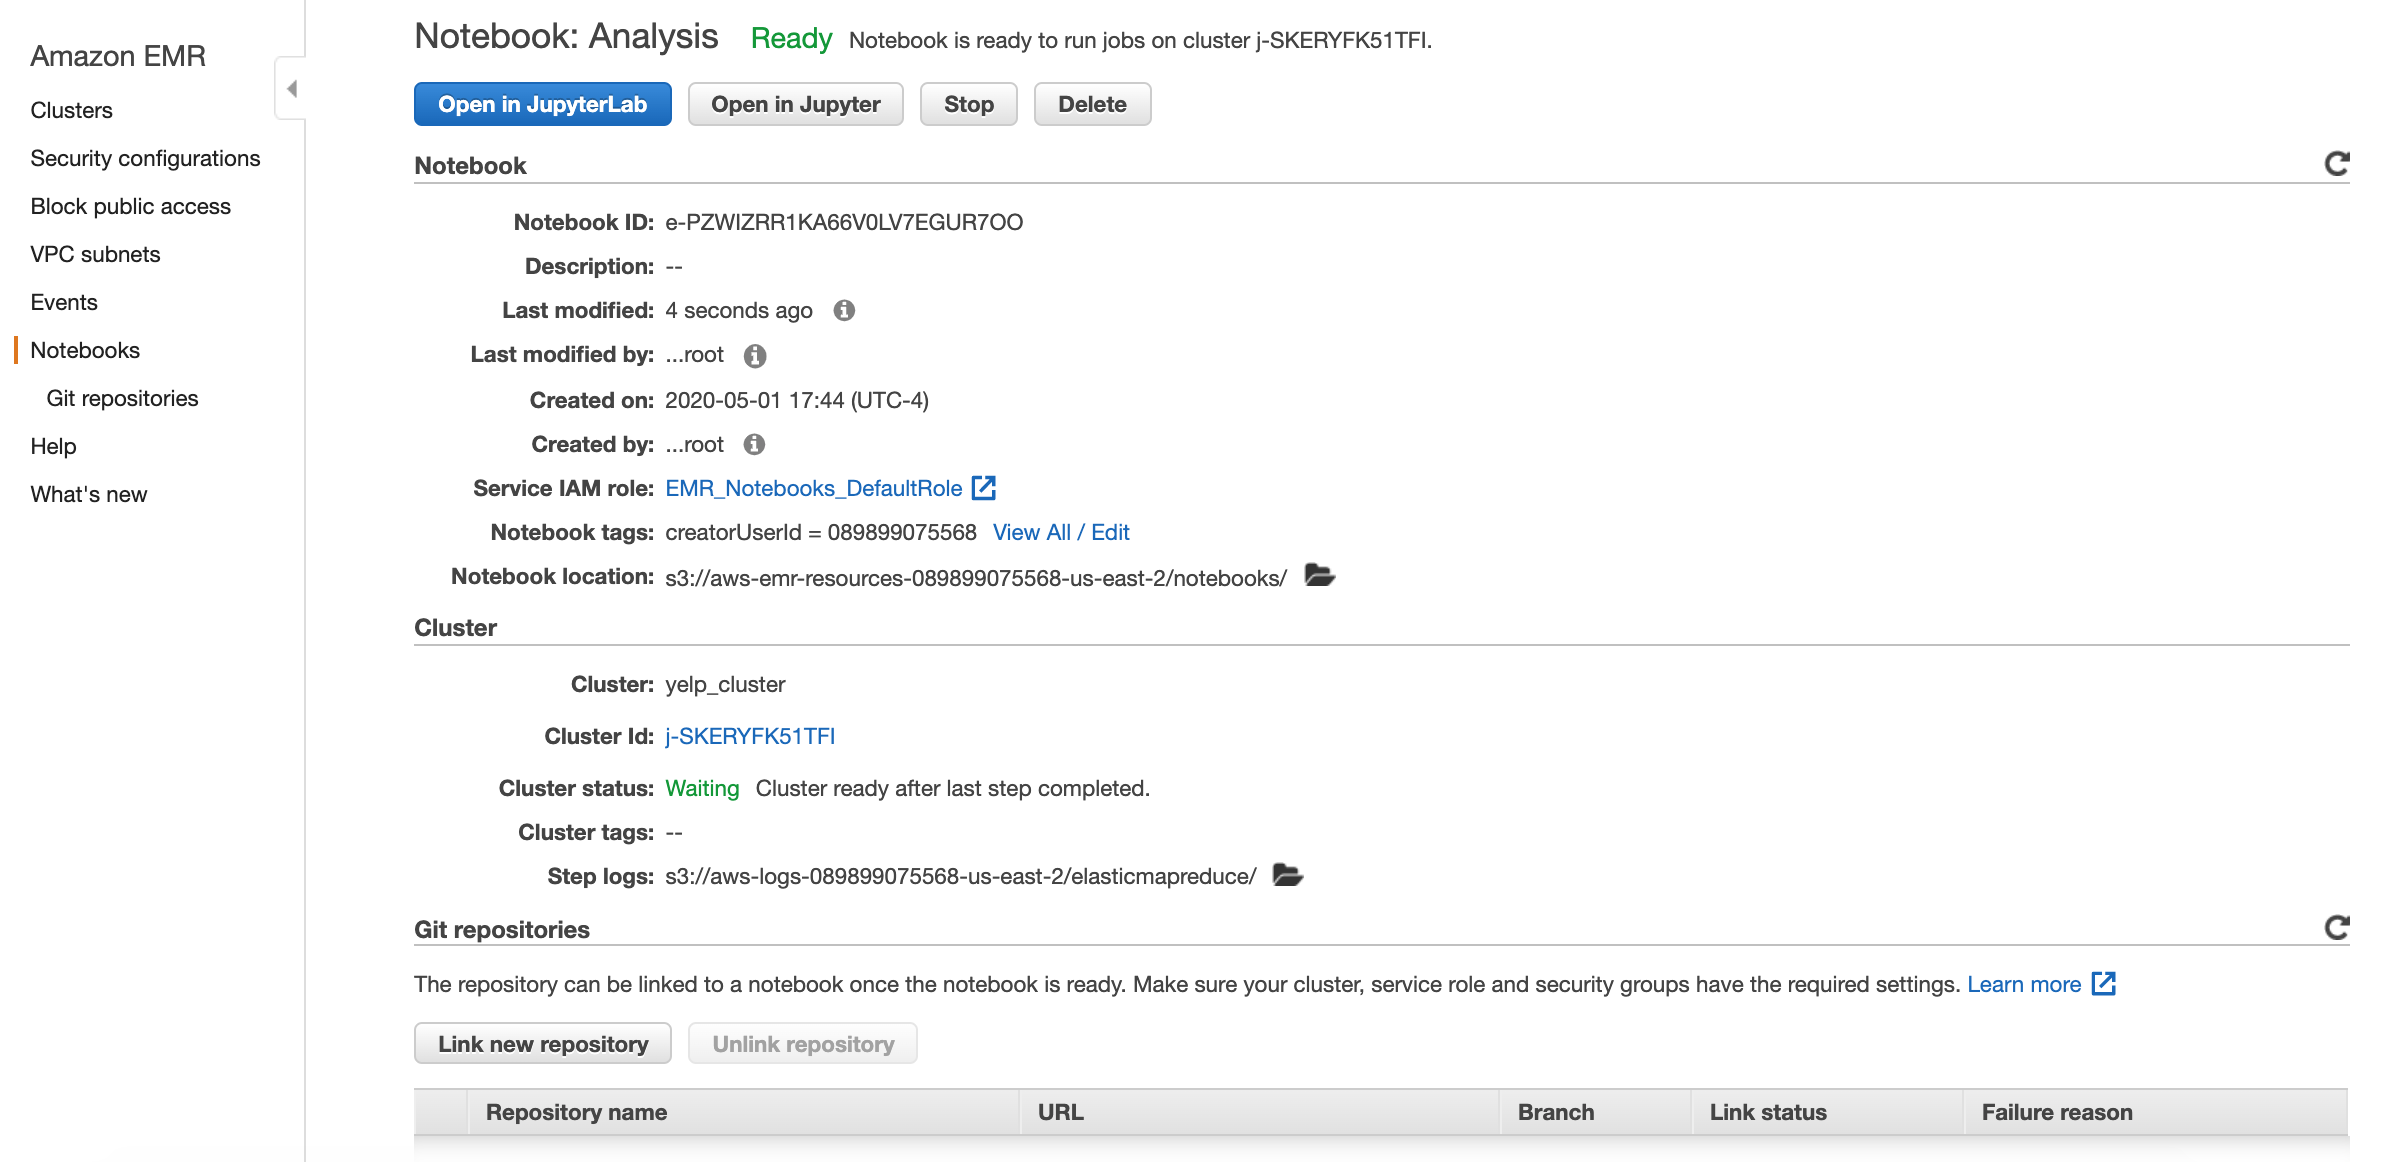 Amazon EMR
Clusters
Security configurations
Block public access
VPC subnets
Events
Notebooks
Git repositories
Help
What's new
Notebook: Analysis Ready Notebook is ready to run jobs on cluster j-SKERYFK51TFI.
Open in JupyterLab Open in Jupyter Stop Delete
Notebook
Notebook ID: e-PZWIZRR1KA66V0LV7EGUR7OO
Description: --
Last modified: 4 seconds ago
Last modified by: ...root
Created on: 2020-05-01 17:44 (UTC-4)
Created by: ...root
Service IAM role: EMR_Notebooks_DefaultRole
Notebook tags: creatorUserId = 089899075568 View All / Edit
Notebook location: s3://aws-emr-resources-089899075568-us-east-2/notebooks/
Cluster
Cluster: yelp_cluster
Cluster Id: j-SKERYFK51TFI
Cluster status: Waiting Cluster ready after last step completed.
Cluster tags: --
Step logs: s3://aws-logs-089899075568-us-east-2/elasticmapreduce/
Git repositories
The repository can be linked to a notebook once the notebook is ready. Make sure your cluster, service role and security groups have the required settings. Learn more
Link new repository Unlink repository
Repository name URL Branch Link status Failure reason